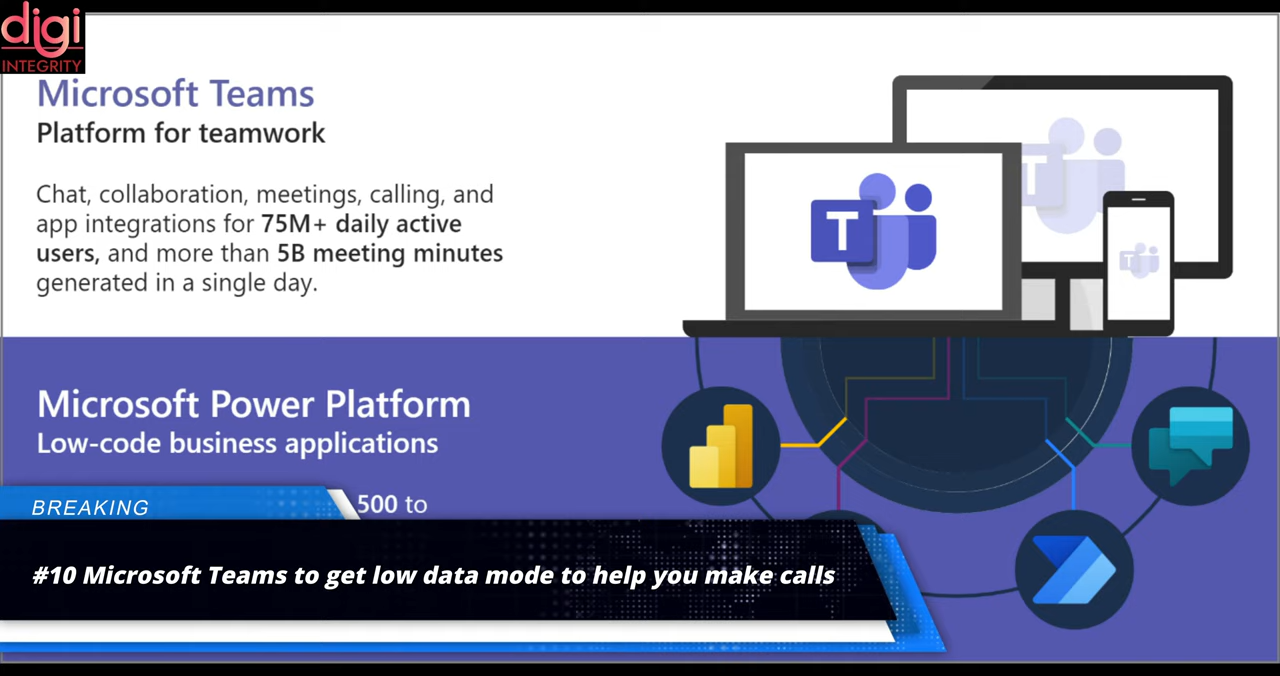 digi
INTEGRITY
Microsoft Teams
Platform for teamwork
Chat, collaboration, meetings, calling, and
app integrations for 75M+ daily active
users, and more than 5B meeting minutes
generated in a single day.
T
T
T
Microsoft Power Platform
Low-code business applications
500 to
BREAKING
#10 Microsoft Teams to get low data mode to help you make calls